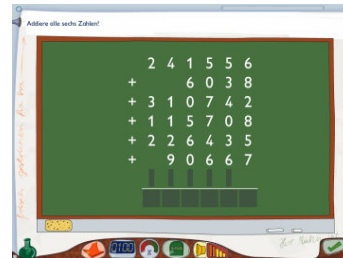 Addiere alle sechs Zahlen!
2 4 1 5 5 6
+ 6 0 3 8
+ 3 1 0 7 4 2
+ 1 1 5 7 0 8
+ 2 2 6 4 3 5
+ 9 0 6 6 7
0100